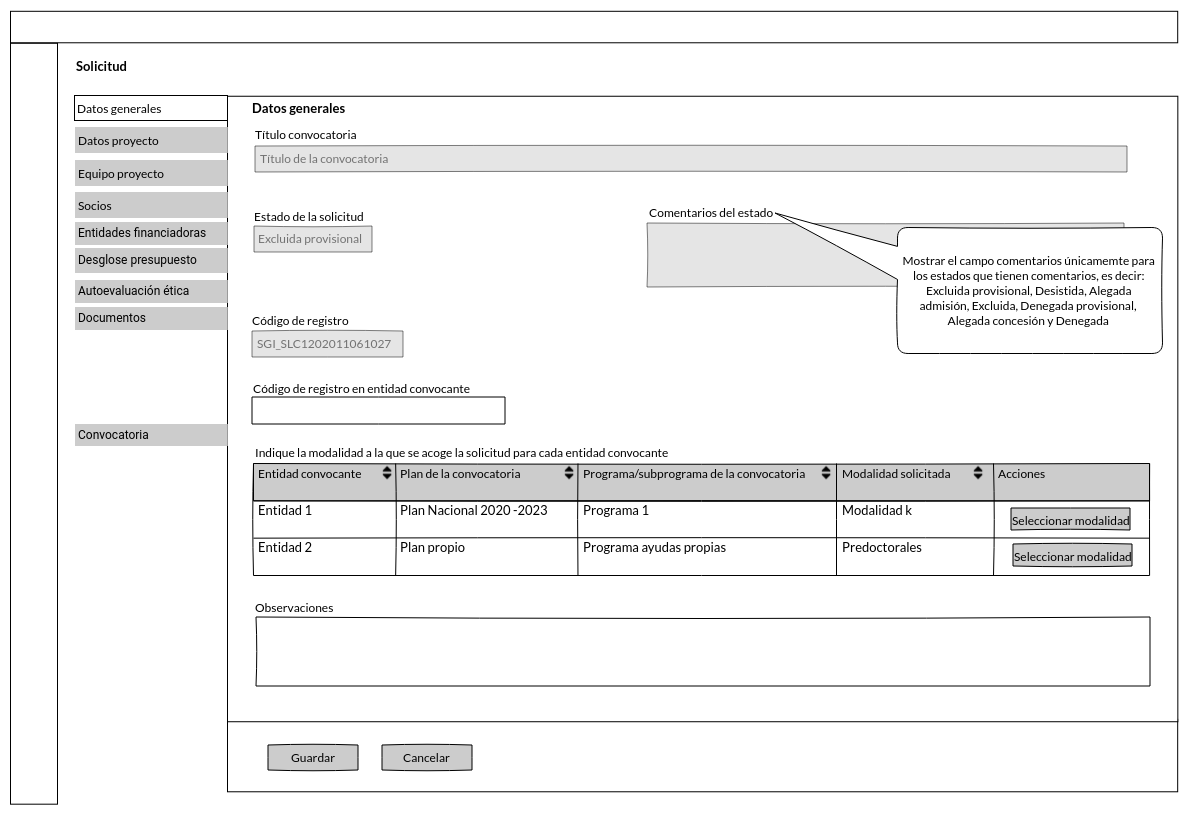 Solicitud
Datos generales
Datos proyecto
Equipo proyecto
Socios
Entidades financiadoras
Desglose presupuesto
Autoevaluación ética
Documentos
Convocatoria
Datos generales
Título convocatoria
Título de la convocatoria
Estado de la solicitud
Excluida provisional
Comentarios del estado
Mostrar el campo comentarios únicamemte para
los estados que tienen comentarios, es decir:
Excluida provisional, Desistida, Alegada
admisión, Excluida, Denegada provisional,
Alegada concesión y Denegada
Código de registro
SGI_SLC1202011061027
Código de registro en entidad convocante
Indique la modalidad a la que se acoge la solicitud para cada entidad convocante
Entidad convocante Plan de la convocatoria Programa/subprograma de la convocatoria Modalidad solicitada Acciones
Entidad 1 Plan Nacional 2020 -2023 Programa 1 Modalidad k Seleccionar modalidad
Entidad 2 Plan propio Programa ayudas propias Predoctorales Seleccionar modalidad
Observaciones
Guardar Cancelar